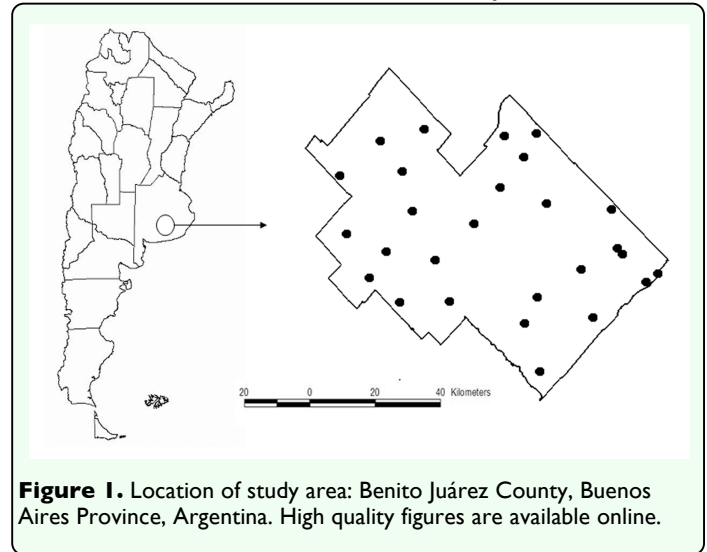 20 0 20 40 Kilometers
Figure 1. Location of study area: Benito Juárez County, Buenos
Aires Province, Argentina. High quality figures are available online.